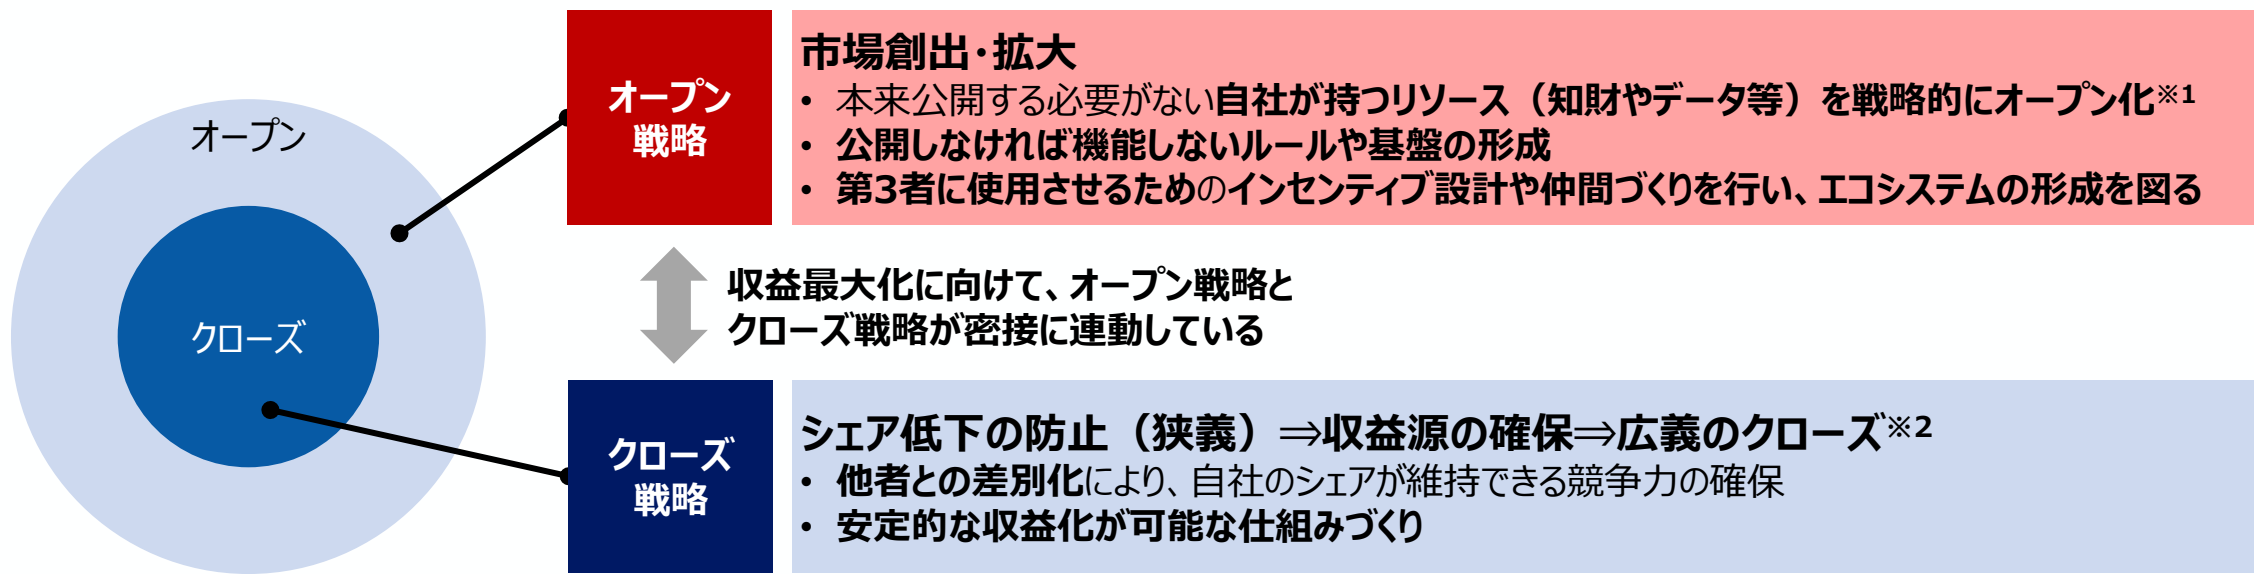 オープン
クローズ
オープン
戦略
市場創出・拡大
• 本来公開する必要がない自社が持つリソース（知財やデータ等）を戦略的にオープン化※1
• 公開しなければ機能しないルールや基盤の形成
• 第3者に使用させるためのインセンティブ設計や仲間づくりを行い、エコシステムの形成を図る
収益最大化に向けて、オープン戦略と
クローズ戦略が密接に連動している
クローズ
戦略
シェア低下の防止（狭義）⇒収益源の確保⇒広義のクローズ※2
• 他者との差別化により、自社のシェアが維持できる競争力の確保
• 安定的な収益化が可能な仕組みづくり